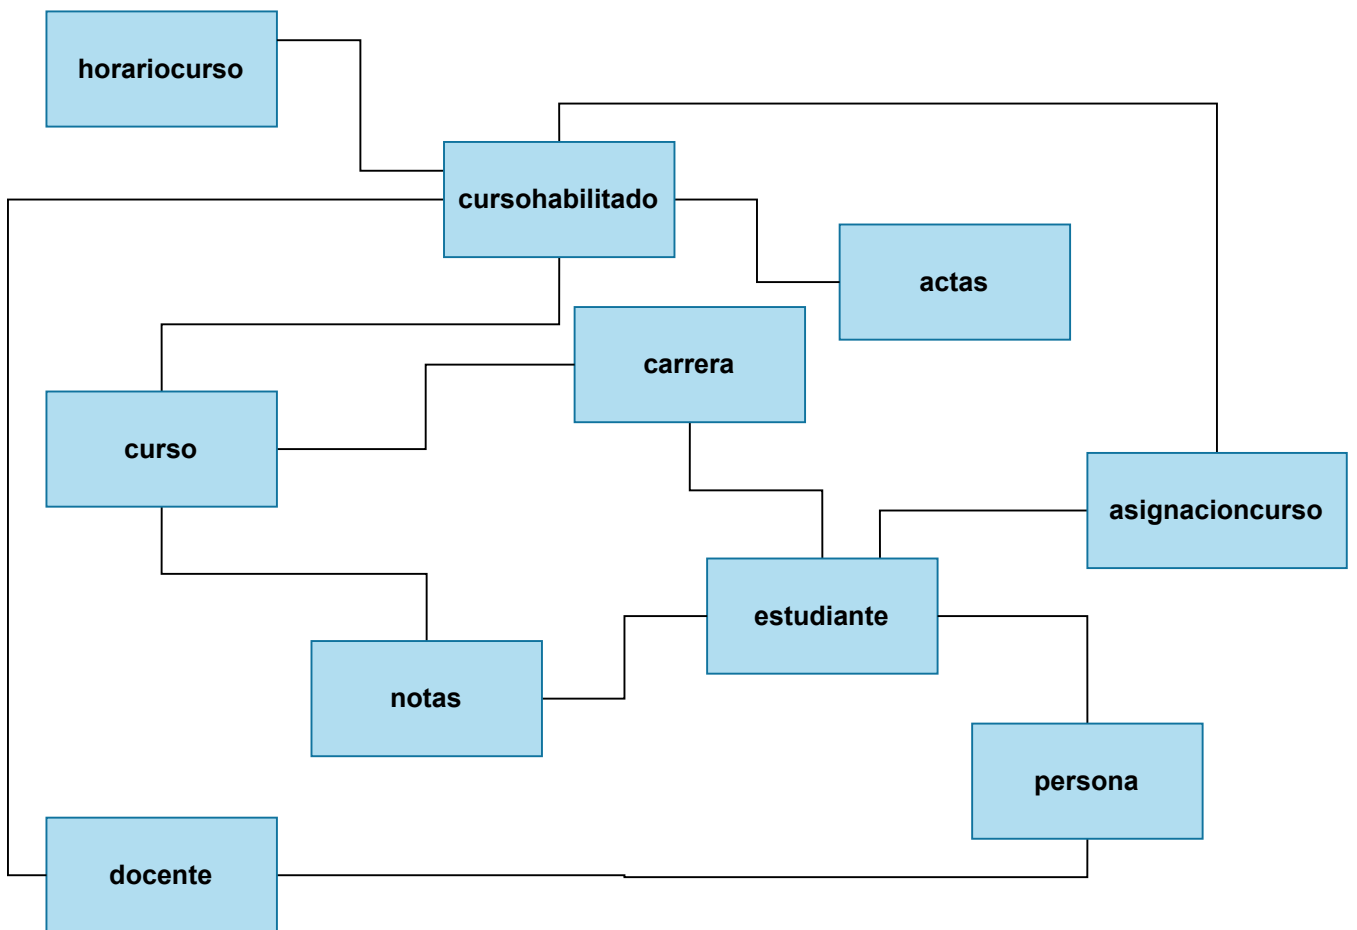 horariocurso
cursohabilitado
actas
carrera
curso
asignacioncurso
estudiante
notas
persona
docente